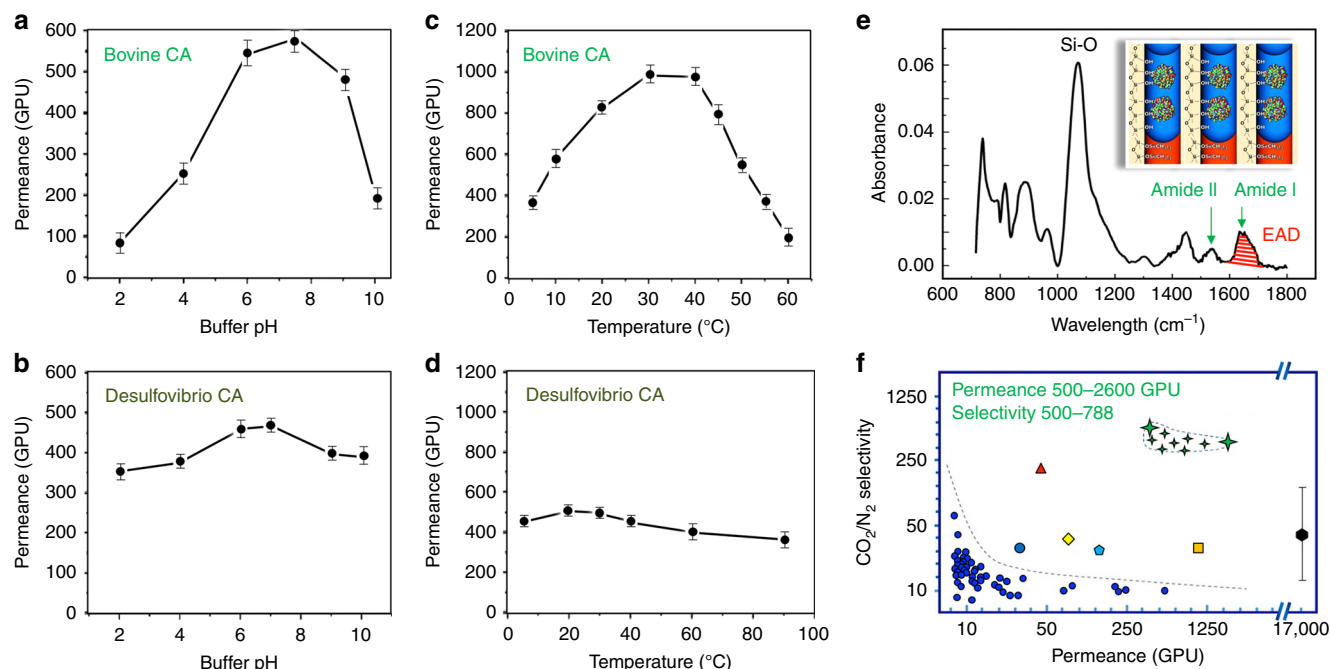 a
Bovine CA
Permeance (GPU)
600
500
400
300
200
100
0
2
4
6
8
10
Buffer pH
b
Desulfovibrio CA
Permeance (GPU)
600
500
400
300
200
100
0
2
4
6
8
10
Buffer pH
c
Bovine CA
Permeance (GPU)
1200
1000
800
600
400
200
0
0
10
20
30
40
50
60
Temperature (°C)
d
Desulfovibrio CA
Permeance (GPU)
1200
1000
800
600
400
200
0
0
20
40
60
80
100
Temperature (°C)
e
Si-O
Amide II
Amide I
EAD
Absorbance
0.06
0.04
0.02
0.00
600
800
1000
1200
1400
1600
1800
Wavelength (cm⁻¹)
f
Permeance 500–2600 GPU
Selectivity 500–788
CO₂/N₂ selectivity
1250
250
50
10
10
50
250
1250
17,000
Permeance (GPU)